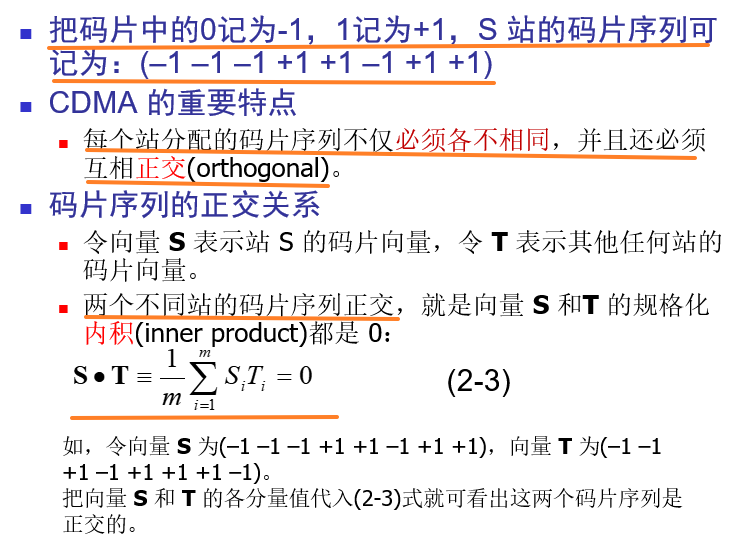 把码片中的0记为-1，1记为+1，S 站的码片序列可
记为：(–1 –1 –1 +1 +1 –1 +1 +1)
CDMA 的重要特点
每个站分配的码片序列不仅必须各不相同，并且还必须
互相正交(orthogonal)。
码片序列的正交关系
令向量 S 表示站 S 的码片向量，令 T 表示其他任何站的
码片向量。
两个不同站的码片序列正交，就是向量 S 和T 的规格化
内积(inner product)都是 0：
S • T ≡ 1/m ∑_{i=1}^{m} S_i T_i = 0 (2-3)
如，令向量 S 为(–1 –1 –1 +1 +1 –1 +1 +1)，向量 T 为(–1 –1
+1 –1 +1 +1 +1 –1)。
把向量 S 和 T 的各分量值代入(2-3)式就可看出这两个码片序列是
正交的。